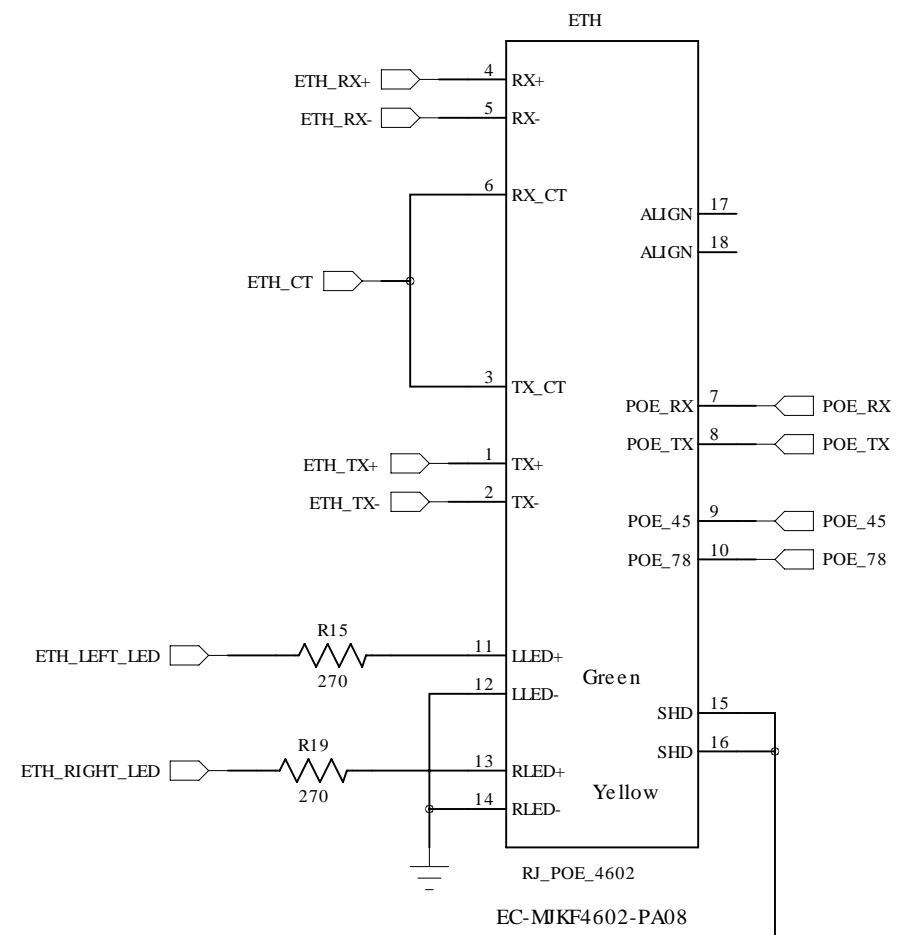 ETH
ETH_RX+ 4 RX+
ETH_RX- 5 RX-
6 RX_CT
ALIGN 17
ALIGN 18
ETH_CT
3 TX_CT
POE_RX 7 POE_RX
POE_TX 8 POE_TX
ETH_TX+ 1 TX+
ETH_TX- 2 TX-
POE_45 9 POE_45
POE_78 10 POE_78
R15
ETH_LEFT_LED 11 LLED+
270
Green
12 LLED-
SHD 15
SHD 16
R19
ETH_RIGHT_LED 13 RLED+
270
Yellow
14 RLED-
RJ_POE_4602
EC-MJKF4602-PA08